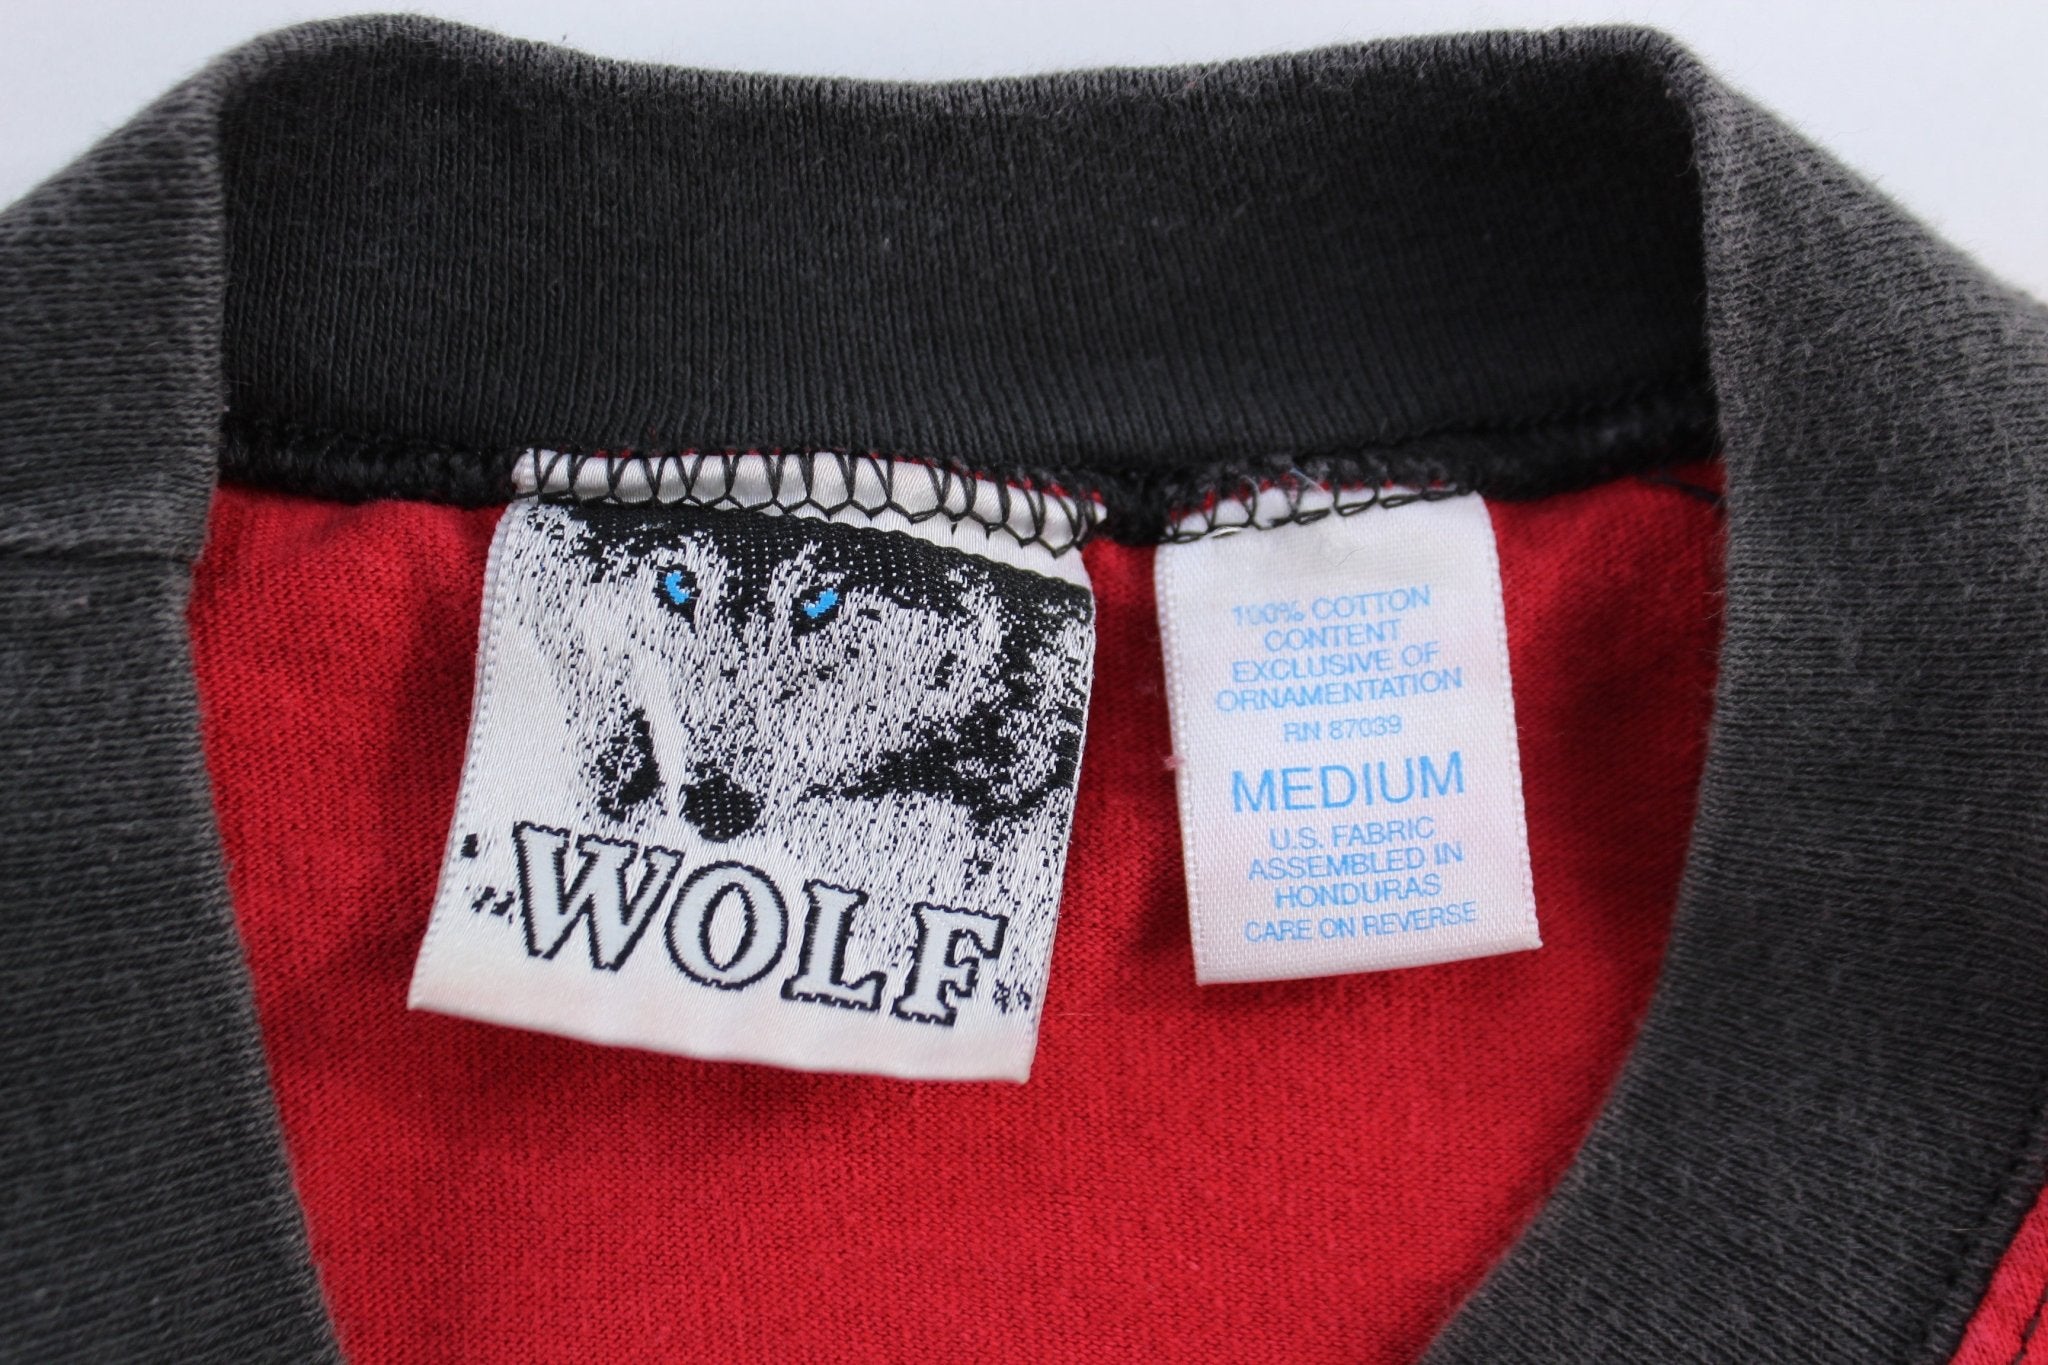 WOLF
100% COTTON
CONTENT
EXCLUSIVE OF
ORNAMENTATION
RN 87039
MEDIUM
U.S. FABRIC
ASSEMBLED IN
HONDURAS
CARE ON REVERSE